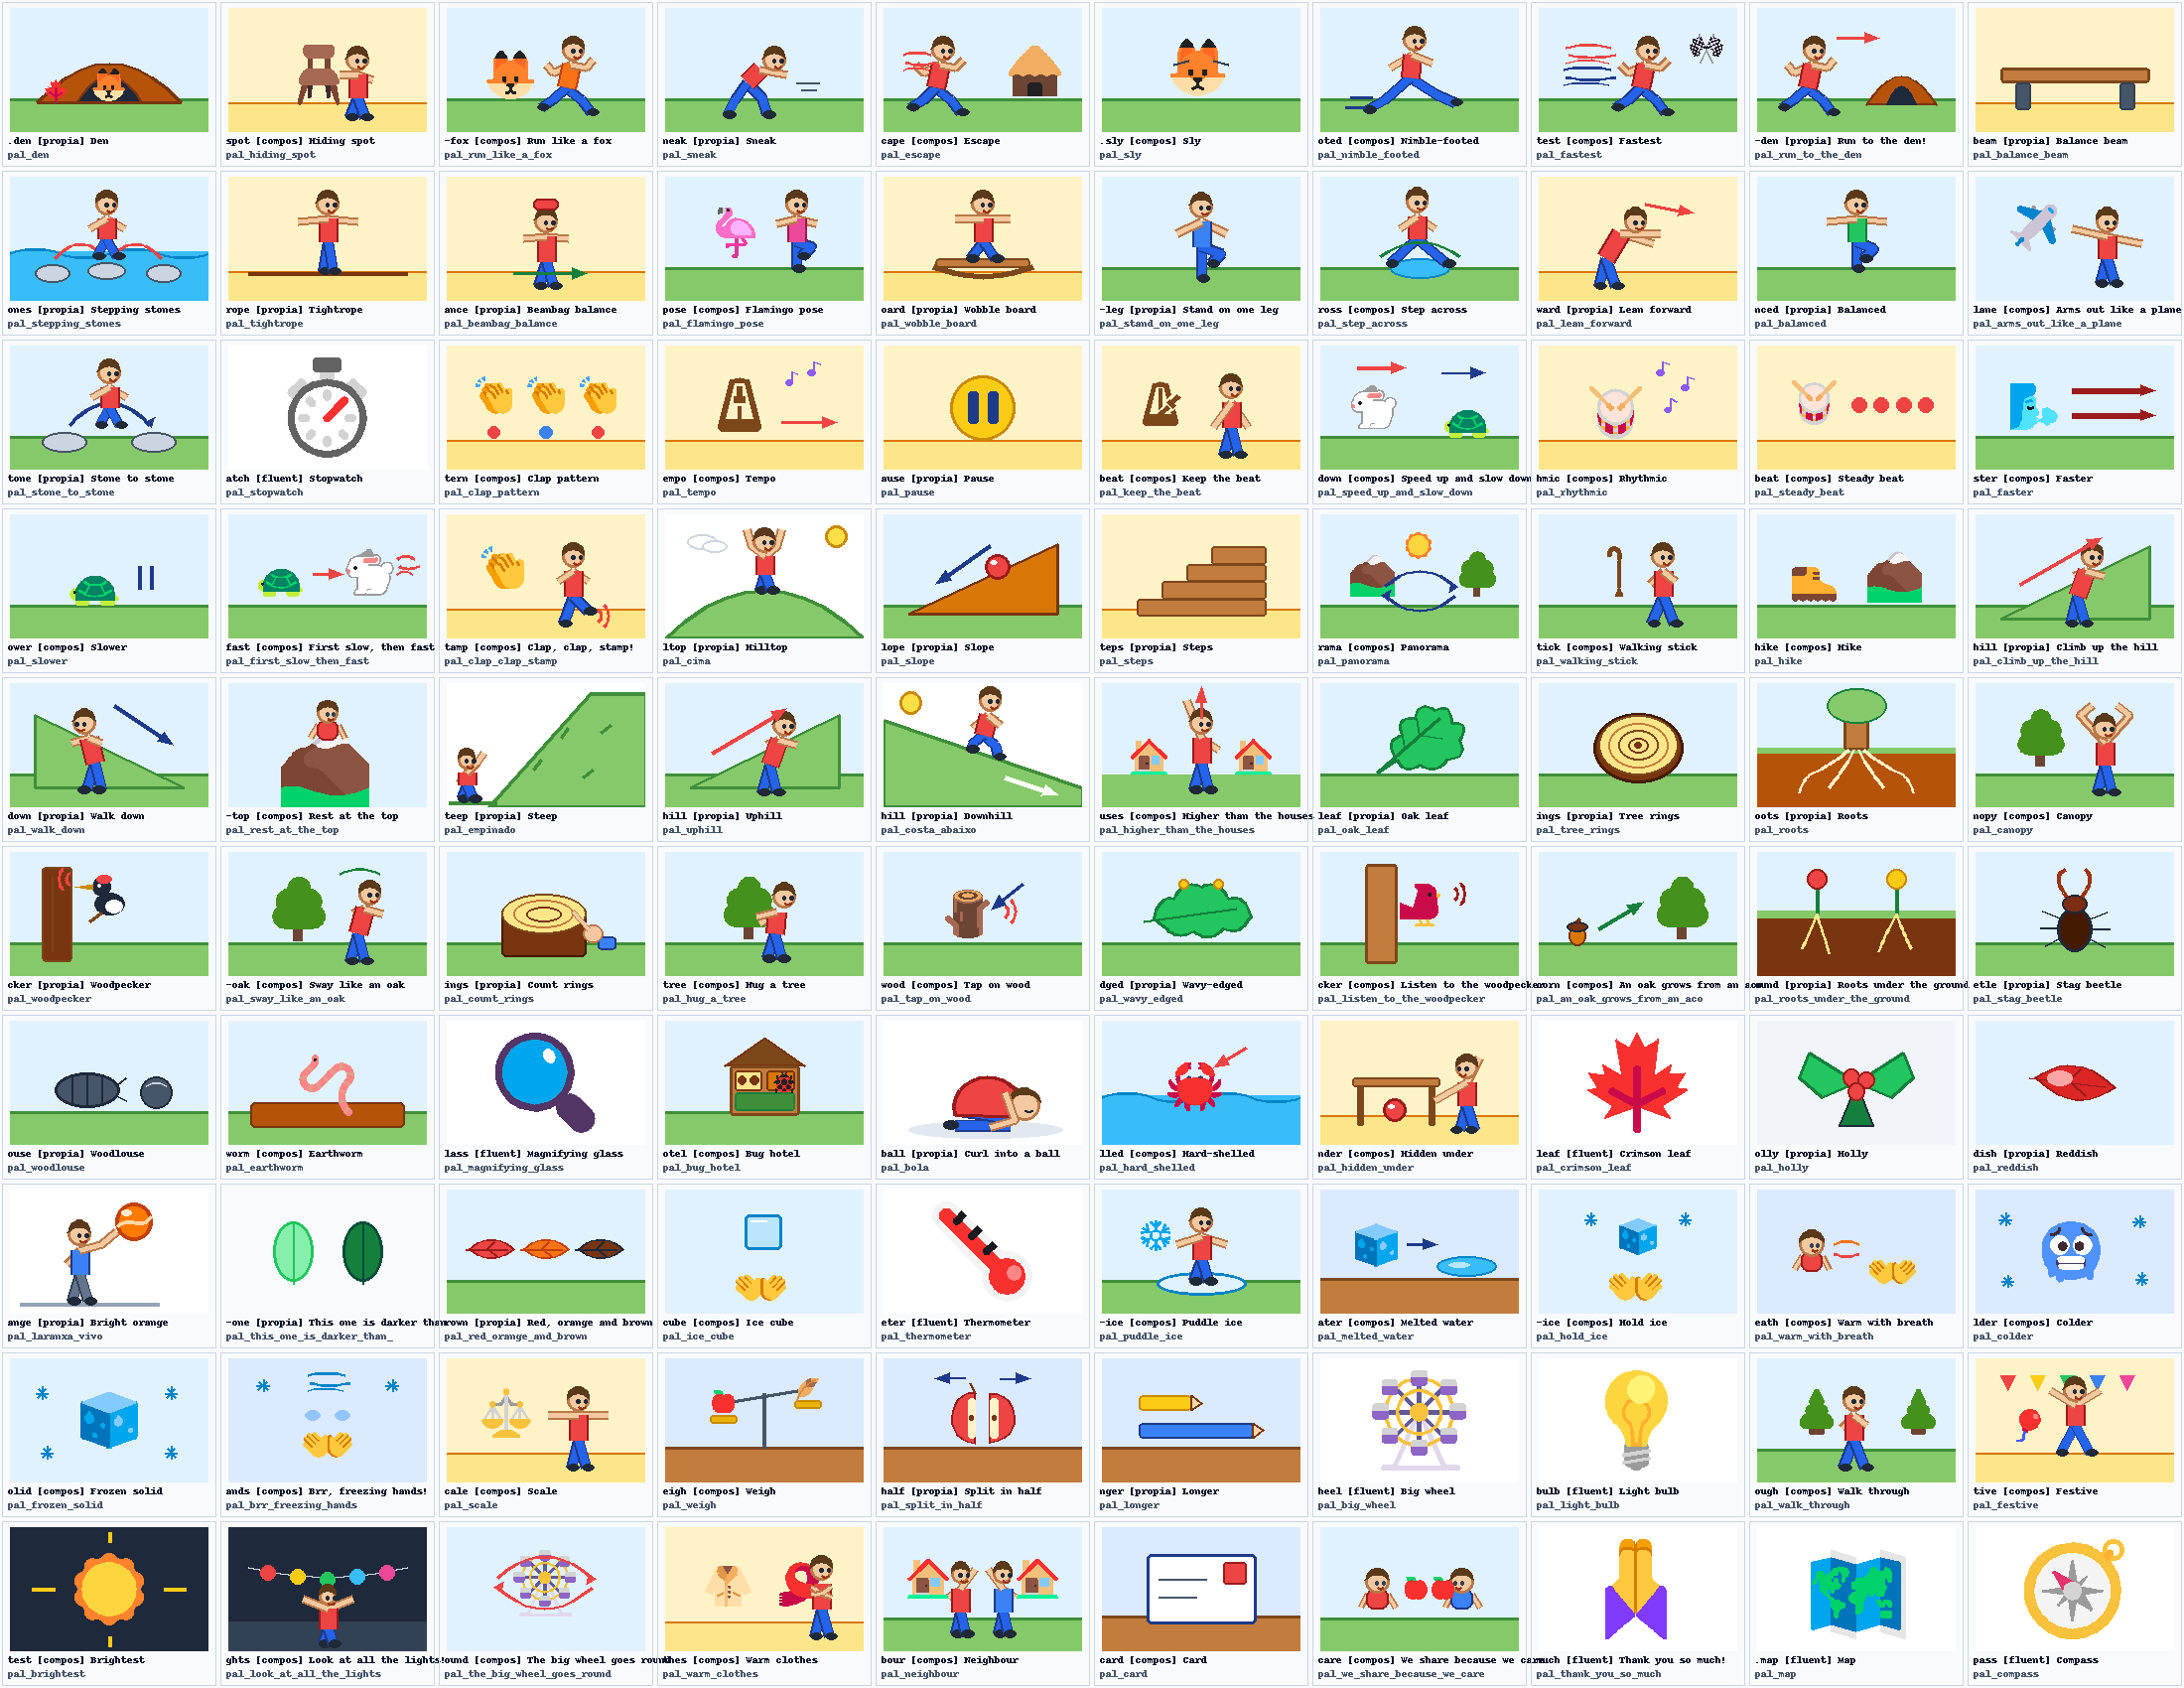 .den [propia] Den
pal_den
spot [compos] Hiding spot
pal_hiding_spot
-fox [compos] Run like a fox
pal_run_like_a_fox
neak [propia] Sneak
pal_sneak
cape [compos] Escape
pal_escape
.sly [compos] Sly
pal_sly
oted [compos] Nimble-footed
pal_nimble_footed
test [compos] Fastest
pal_fastest
-den [propia] Run to the den!
pal_run_to_the_den
beam [propia] Balance beam
pal_balance_beam
ones [propia] Stepping stones
pal_stepping_stones
rope [propia] Tightrope
pal_tightrope
ance [propia] Beambag balance
pal_beambag_balance
pose [compos] Flamingo pose
pal_flamingo_pose
oard [propia] Wobble board
pal_wobble_board
-leg [propia] Stand on one leg
pal_stand_on_one_leg
ross [compos] Step across
pal_step_across
ward [propia] Lean forward
pal_lean_forward
nced [propia] Balanced
pal_balanced
lane [compos] Arms out like a plane
pal_arms_out_like_a_plane
tone [propia] Stone to stone
pal_stone_to_stone
atch [fluent] Stopwatch
pal_stopwatch
tern [compos] Clap pattern
pal_clap_pattern
empo [compos] Tempo
pal_tempo
ause [propia] Pause
pal_pause
beat [compos] Keep the beat
pal_keep_the_beat
down [compos] Speed up and slow down
pal_speed_up_and_slow_down
hmic [compos] Rhythmic
pal_rhythmic
beat [compos] Steady beat
pal_steady_beat
ster [compos] Faster
pal_faster
ower [compos] Slower
pal_slower
fast [compos] First slow, then fast
pal_first_slow_then_fast
tamp [compos] Clap, clap, stamp!
pal_clap_clap_stamp
ltop [propia] Hilltop
pal_cima
lope [propia] Slope
pal_slope
teps [propia] Steps
pal_steps
rama [compos] Panorama
pal_panorama
tick [compos] Walking stick
pal_walking_stick
hike [compos] Hike
pal_hike
hill [propia] Climb up the hill
pal_climb_up_the_hill
down [propia] Walk down
pal_walk_down
-top [compos] Rest at the top
pal_rest_at_the_top
teep [propia] Steep
pal_empinado
hill [propia] Uphill
pal_uphill
hill [propia] Downhill
pal_costa_abaixo
uses [compos] Higher than the houses
pal_higher_than_the_houses
leaf [propia] Oak leaf
pal_oak_leaf
ings [propia] Tree rings
pal_tree_rings
oots [propia] Roots
pal_roots
nopy [compos] Canopy
pal_canopy
cker [propia] Woodpecker
pal_woodpecker
-oak [compos] Sway like an oak
pal_sway_like_an_oak
ings [propia] Count rings
pal_count_rings
tree [compos] Hug a tree
pal_hug_a_tree
wood [compos] Tap on wood
pal_tap_on_wood
dged [propia] Wavy-edged
pal_wavy_edged
cker [compos] Listen to the woodpecker
pal_listen_to_the_woodpecker
orn [compos] An oak grows from an aco
pal_an_oak_grows_from_an_aco
und [propia] Roots under the ground
pal_roots_under_the_ground
etle [propia] Stag beetle
pal_stag_beetle
ouse [propia] Woodlouse
pal_woodlouse
worm [compos] Earthworm
pal_earthworm
lass [fluent] Magnifying glass
pal_magnifying_glass
otel [compos] Bug hotel
pal_bug_hotel
ball [propia] Curl into a ball
pal_bola
lled [compos] Hard-shelled
pal_hard_shelled
nder [compos] Hidden under
pal_hidden_under
leaf [fluent] Crimson leaf
pal_crimson_leaf
olly [propia] Holly
pal_holly
dish [propia] Reddish
pal_reddish
ange [propia] Bright orange
pal_laranxa_vivo
-one [propia] This one is darker than
pal_this_one_is_darker_than_
rown [propia] Red, orange and brown
pal_red_orange_and_brown
cube [compos] Ice cube
pal_ice_cube
eter [fluent] Thermometer
pal_thermometer
-ice [compos] Puddle ice
pal_puddle_ice
ater [compos] Melted water
pal_melted_water
-ice [compos] Hold ice
pal_hold_ice
eath [compos] Warm with breath
pal_warm_with_breath
lder [compos] Colder
pal_colder
olid [compos] Frozen solid
pal_frozen_solid
ands [compos] Brr, freezing hands!
pal_brr_freezing_hands
cale [compos] Scale
pal_scale
eigh [compos] Weigh
pal_weigh
half [propia] Split in half
pal_split_in_half
nger [propia] Longer
pal_longer
heel [fluent] Big wheel
pal_big_wheel
bulb [fluent] Light bulb
pal_light_bulb
ough [compos] Walk through
pal_walk_through
tive [compos] Festive
pal_festive
test [compos] Brightest
pal_brightest
ghts [compos] Look at all the lights!
pal_look_at_all_the_lights
ound [compos] The big wheel goes round
pal_the_big_wheel_goes_round
thes [compos] Warm clothes
pal_warm_clothes
bour [compos] Neighbour
pal_neighbour
card [compos] Card
pal_card
care [compos] We share because we care
pal_we_share_because_we_care
much [fluent] Thank you so much!
pal_thank_you_so_much
.map [fluent] Map
pal_map
pass [fluent] Compass
pal_compass